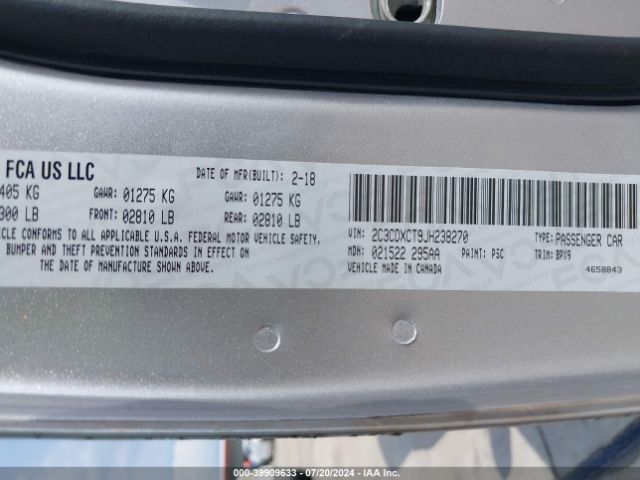 FCA US LLC
DATE OF MFR(BUILT): 2-18
405 KG GAWR: 01275 KG GAWR: 01275 KG
300 LB FRONT: 02810 LB REAR: 02810 LB
VEHICLE CONFORMS TO ALL APPLICABLE U.S.A. FEDERAL MOTOR VEHICLE SAFETY,
BUMPER AND THEFT PREVENTION STANDARDS IN EFFECT ON
THE DATE OF MANUFACTURE SHOWN ABOVE.
VIN: 2C3CDXCT9JH238270 TYPE: PASSENGER CAR
MDH: 021522 295AA PAINT: PSC TRIM: BPX9
VEHICLE MADE IN CANADA 4658843
000-39909633 - 07/20/2024 - IAA Inc.